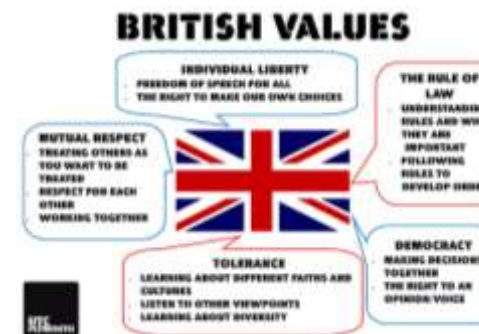 BRITISH VALUES
INDIVIDUAL LIBERTY
FREEDOM OF SPEECH FOR ALL
THE RIGHT TO MAKE OUR OWN CHOICES
THE RULE OF
LAW
UNDERSTANDING
RULES AND
THEY ARE
IMPORTANT
FOLLOWING
RULES TO
DEVELOP
MUTUAL RESPECT
TREATING OTHERS AS
YOU WANT TO BE
TREATED
RESPECT FOR EACH
OTHER
WORKING TOGETHER
TOLERANCE
LEARNING ABOUT DIFFERENT FAITHS AND
CULTURES
LISTEN TO OTHER VIEWPOINTS
LEARNING ABOUT DIVERSITY
DEMOCRACY
MAKING DECISIONS
TOGETHER
THE RIGHT TO AN
OPINION/VOICE
UTC